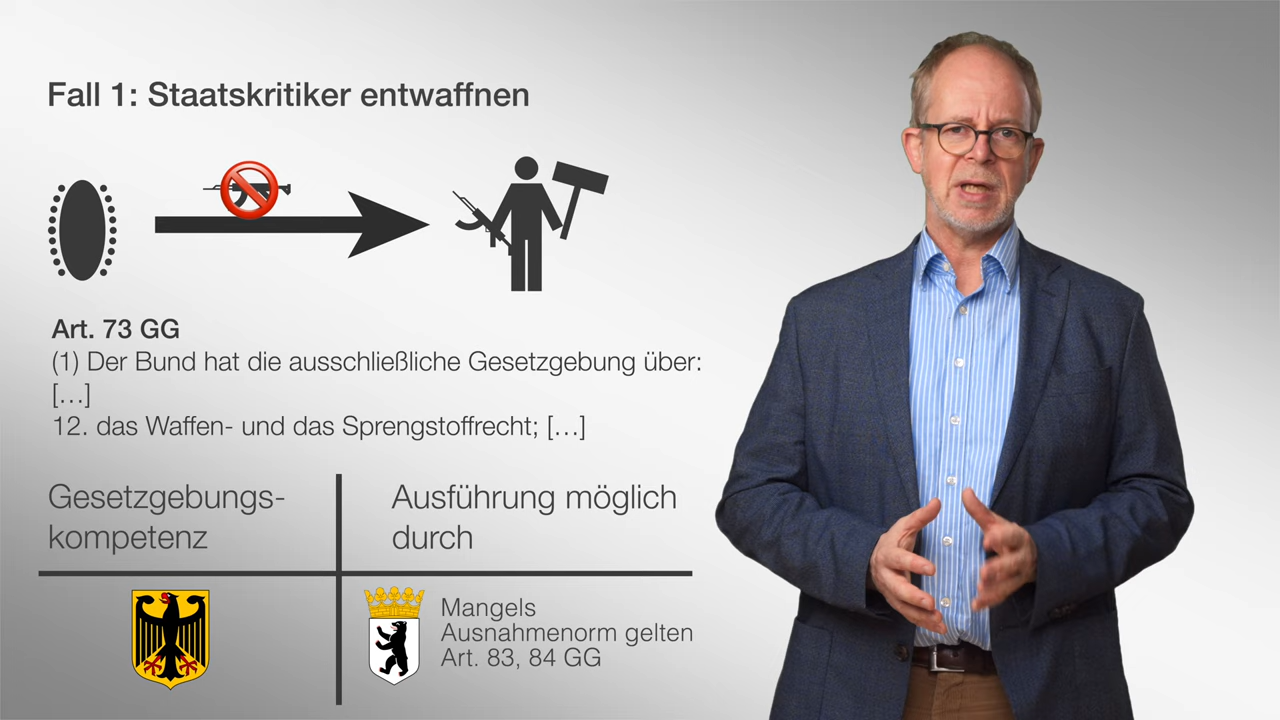 Fall 1: Staatskritiker entwaffnen
Art. 73 GG
(1) Der Bund hat die ausschließliche Gesetzgebung über:
[…]
12. das Waffen- und das Sprengstoffrecht; […]
Gesetzgebungs-
kompetenz
Ausführung möglich
durch
Mangels
Ausnahmenorm gelten
Art. 83, 84 GG